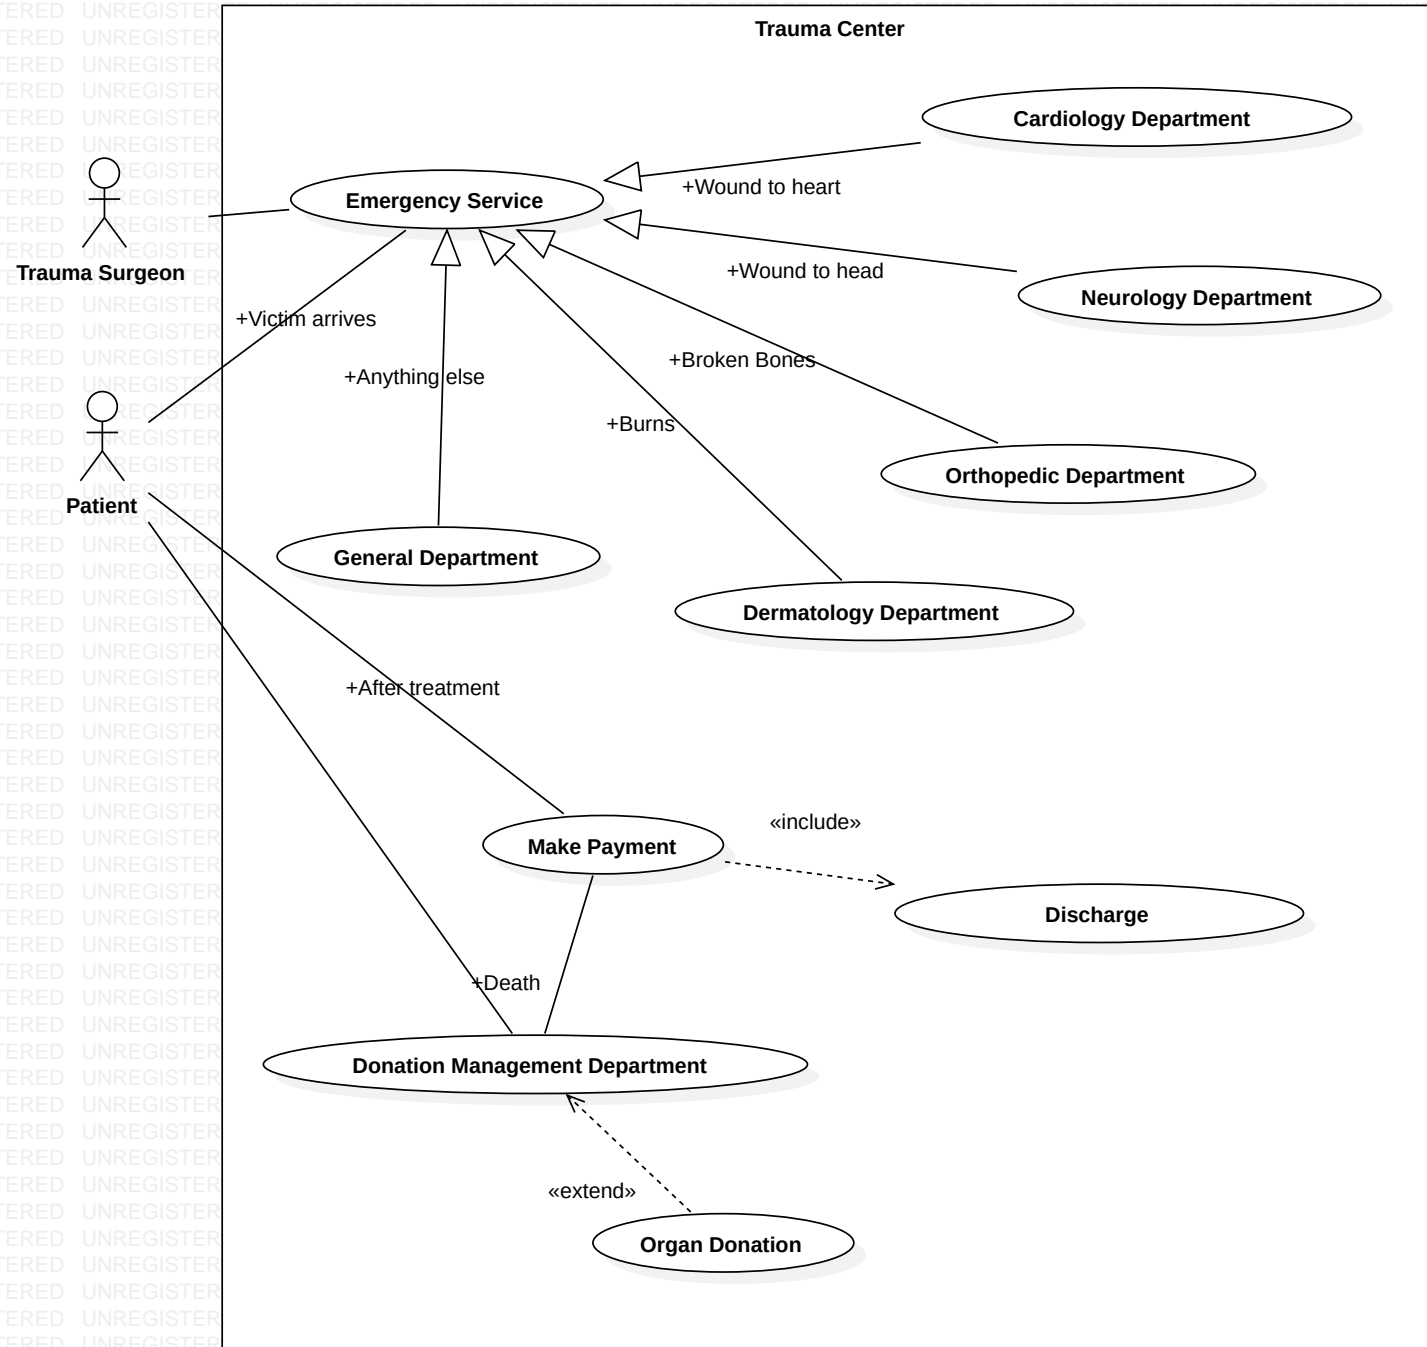 Trauma Center
Cardiology Department
Emergency Service
+Wound to heart
Trauma Surgeon
+Wound to head
Neurology Department
+Victim arrives
+Broken Bones
+Anything else
+Burns
Orthopedic Department
Patient
General Department
Dermatology Department
+After treatment
«include»
Make Payment
Discharge
+Death
Donation Management Department
«extend»
Organ Donation